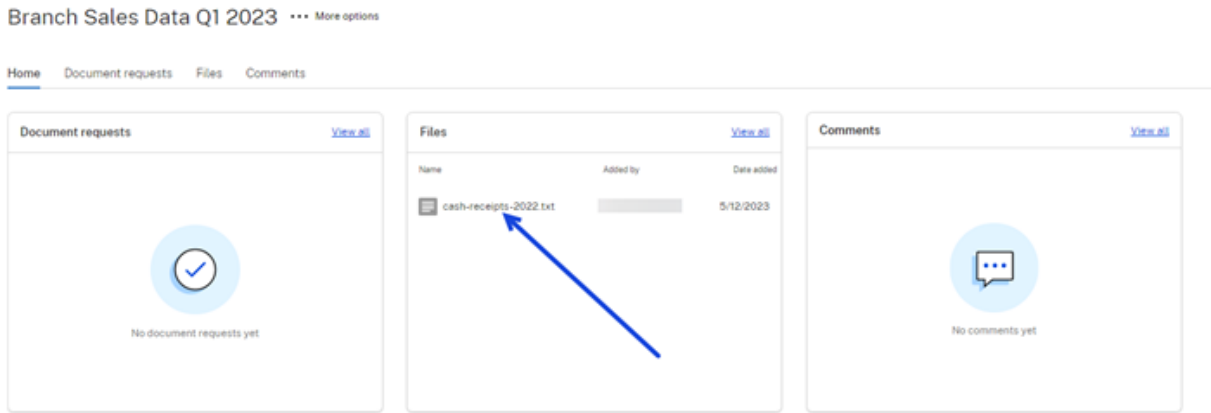 Branch Sales Data Q1 2023 ••• More options
Home Document requests Files Comments
Document requests View all
No document requests yet
Files View all
Name Added by Date added
cash-receipts-2022.txt 5/12/2023
Comments View all
No comments yet